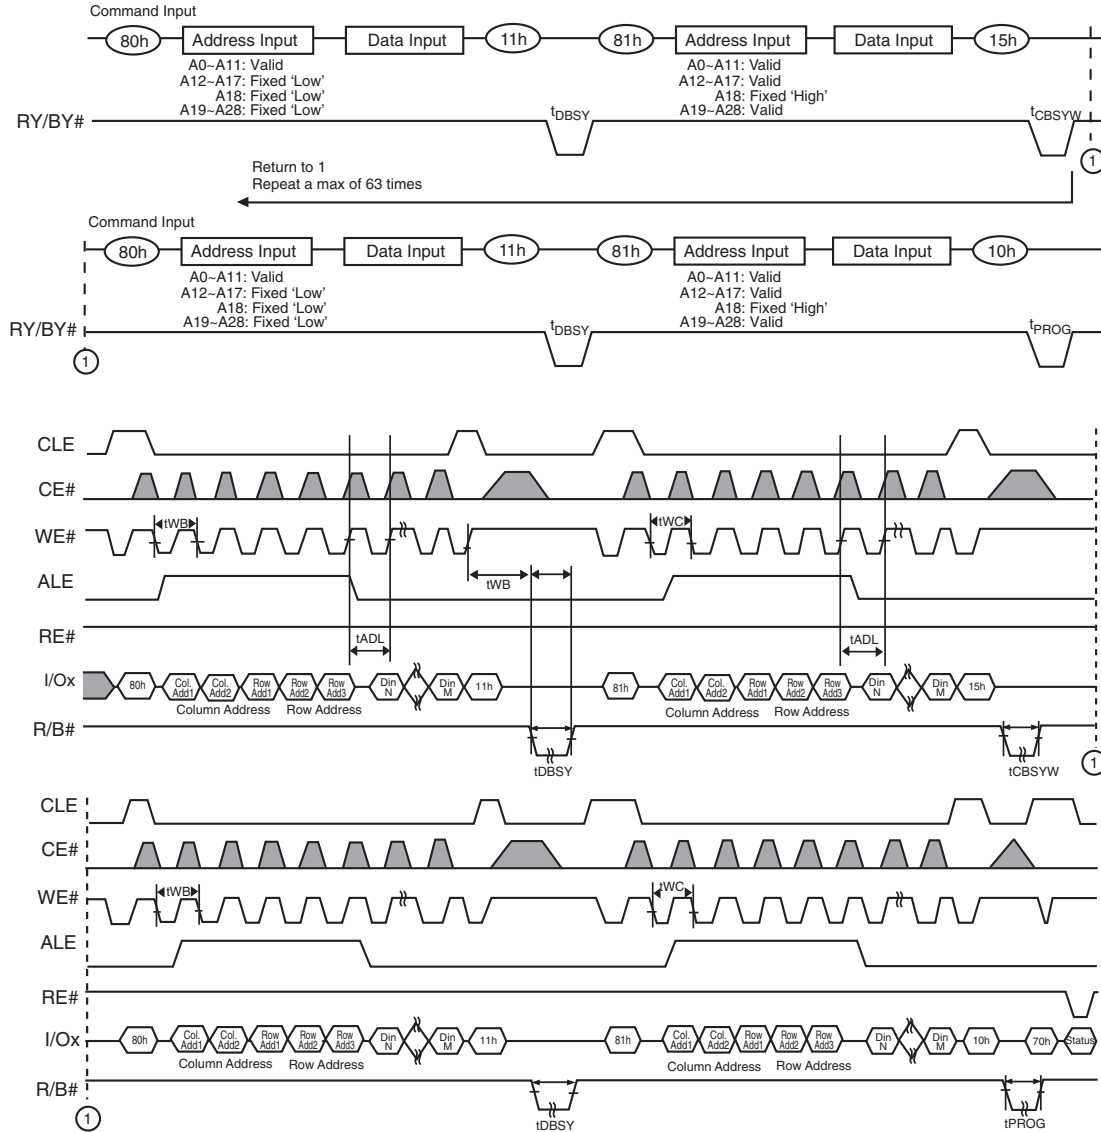 Command Input
80h Address Input Data Input 11h 81h Address Input Data Input 15h
A0~A11: Valid A0~A11: Valid
A12~A17: Fixed ‘Low’ A12~A17: Valid
A18: Fixed ‘Low’ A18: Fixed ‘High’
A19~A28: Fixed ‘Low’ A19~A28: Valid
RY/BY# tDBSY tCBSYW
1
Return to 1
Repeat a max of 63 times
Command Input
80h Address Input Data Input 11h 81h Address Input Data Input 10h
A0~A11: Valid A0~A11: Valid
A12~A17: Fixed ‘Low’ A12~A17: Valid
A18: Fixed ‘Low’ A18: Fixed ‘High’
A19~A28: Fixed ‘Low’ A19~A28: Valid
RY/BY# tDBSY tPROG
1
CLE
CE#
WE# tWB tWC
ALE tWB
RE#
tADL tADL
I/Ox 80h Col. Add1 Col. Add2 Row Add1 Row Add2 Row Add3 Din N Din M 11h 81h Col. Add1 Col. Add2 Row Add1 Row Add2 Row Add3 Din N Din M 15h
Column Address Row Address Column Address Row Address
R/B#
tDBSY tCBSYW
1
CLE
CE#
WE# tWB tWC
ALE
RE#
I/Ox 80h Col. Add1 Col. Add2 Row Add1 Row Add2 Row Add3 Din N Din M 11h 81h Col. Add1 Col. Add2 Row Add1 Row Add2 Row Add3 Din N Din M 10h 70h Status
Column Address Row Address Column Address Row Address
R/B#
1
tDBSY tPROG